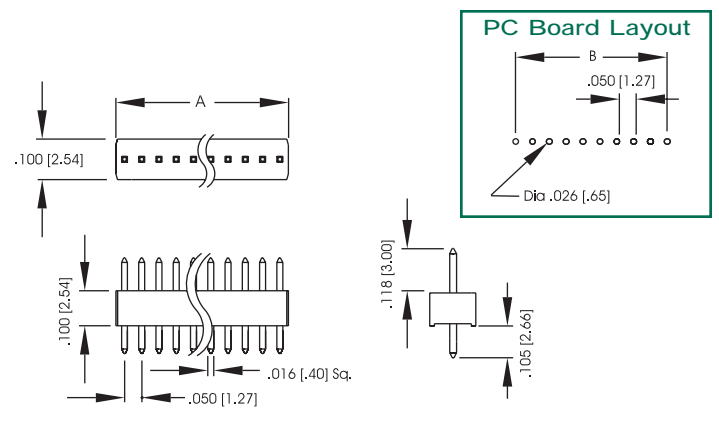 PC Board Layout
B
.050 [1.27]
Dia .026 [.65]
A
.100 [2.54]
.100 [2.54]
.118 [3.00]
.105 [2.66]
.016 [.40] Sq.
.050 [1.27]